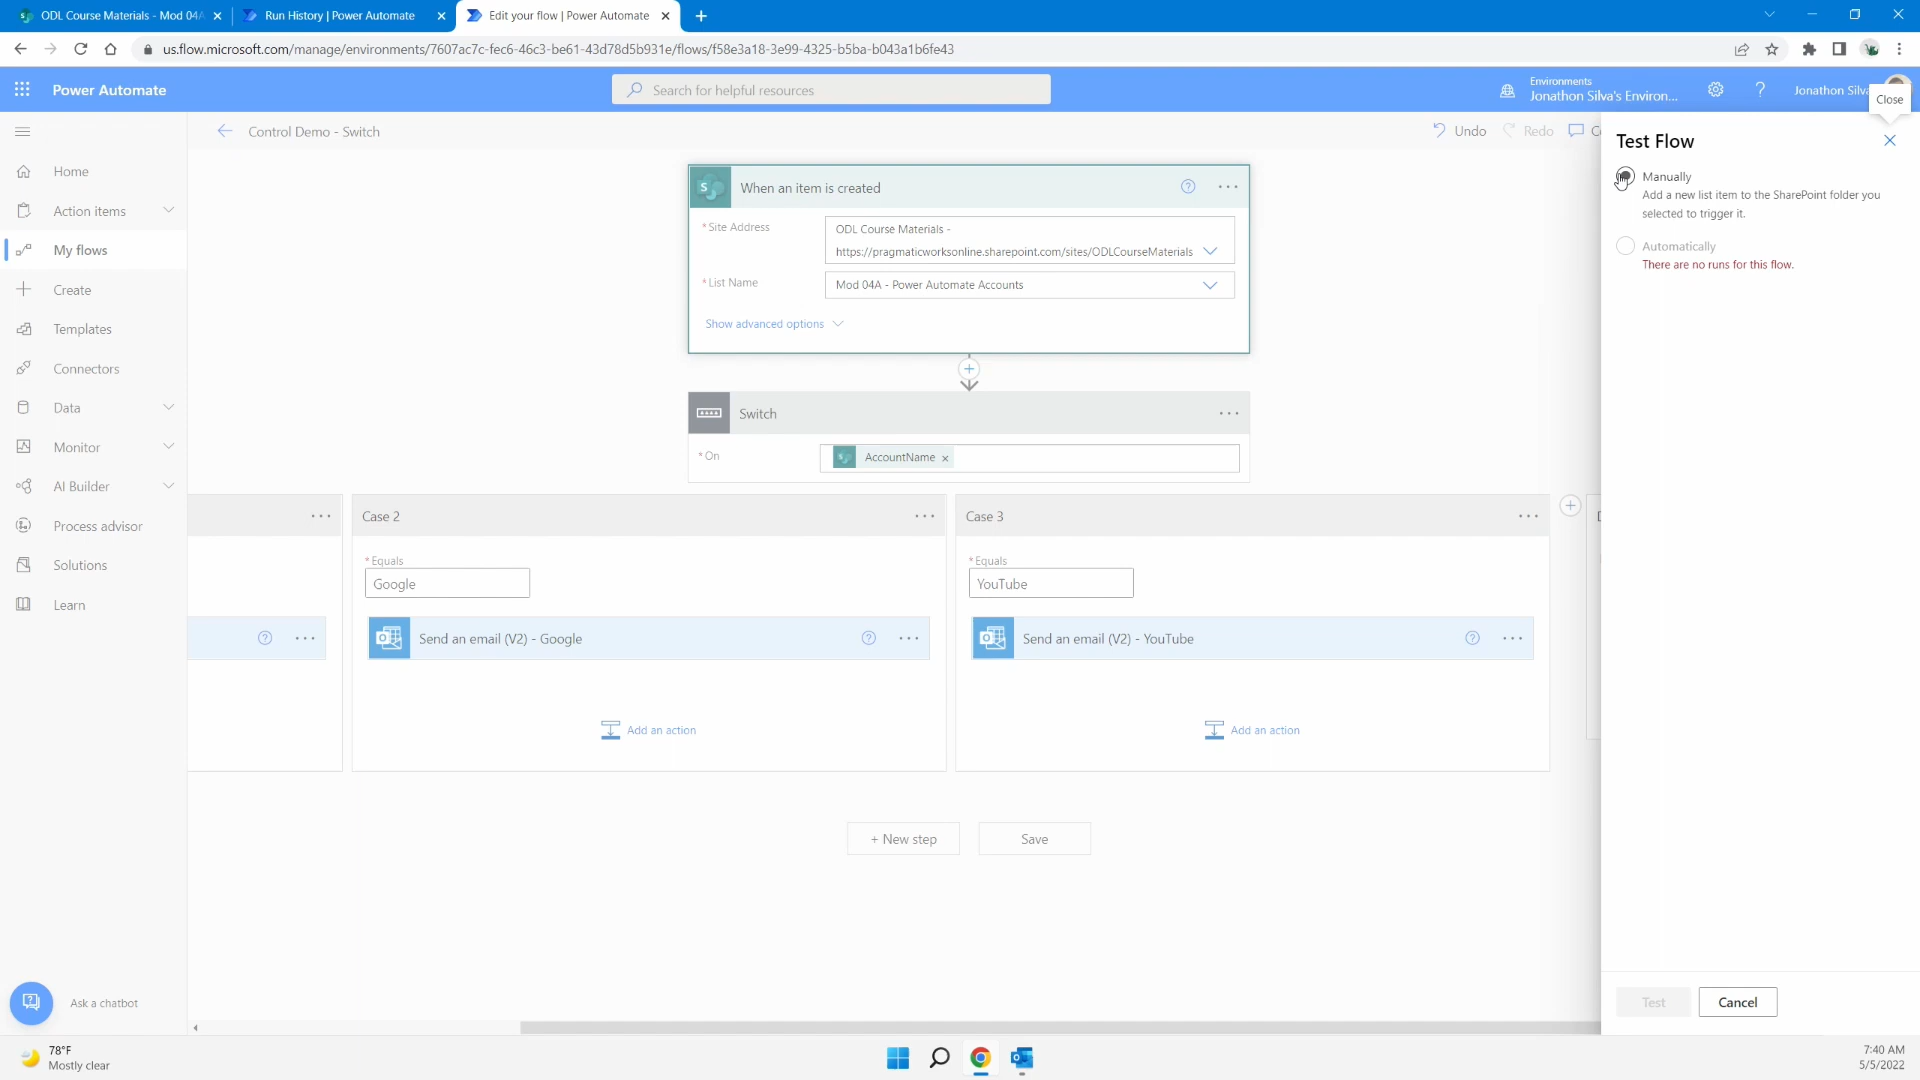 ODL Course Materials - Mod 04A
Run History | Power Automate
Edit your flow | Power Automate
us.flow.microsoft.com/manage/environments/7607ac7c-fec6-46c3-be61-43d78d5b931e/flows/f58e3a18-3e99-4325-b5ba-b043a1b6fe43
Power Automate
Search for helpful resources
Environments
Jonathon Silva's Environ...
Jonathon Silva
Close
Control Demo - Switch
Undo
Redo
Test Flow
Manually
Add a new list item to the SharePoint folder you
selected to trigger it.
Automatically
There are no runs for this flow.
Home
Action items
My flows
Create
Templates
Connectors
Data
Monitor
AI Builder
Process advisor
Solutions
Learn
Ask a chatbot
When an item is created
* Site Address
ODL Course Materials -
https://pragmaticworksonline.sharepoint.com/sites/ODLCourseMaterials
* List Name
Mod 04A - Power Automate Accounts
Show advanced options
Switch
* On
AccountName ×
Case 2
* Equals
Google
Send an email (V2) - Google
Add an action
Case 3
* Equals
YouTube
Send an email (V2) - YouTube
Add an action
+ New step
Save
Test
Cancel
78°F
Mostly clear
7:40 AM
5/5/2022